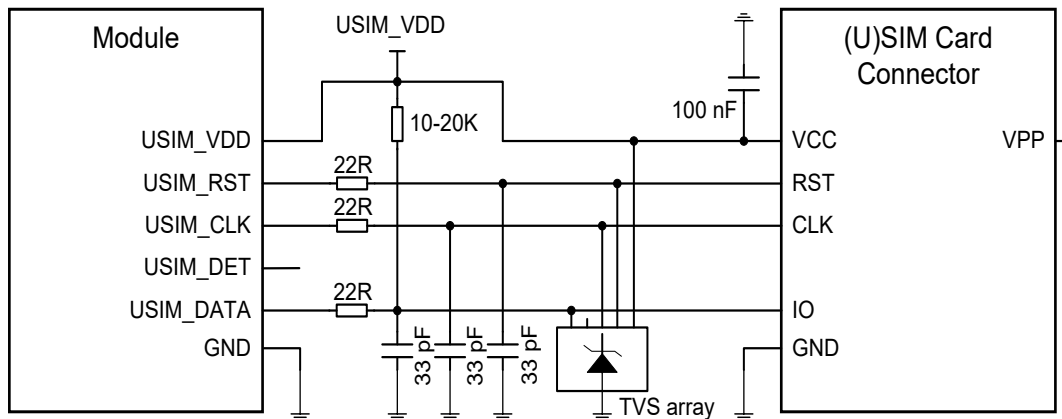 Module
USIM_VDD
(U)SIM Card
Connector
100 nF
10-20K
USIM_VDD
VCC
VPP
22R
USIM_RST
RST
22R
USIM_CLK
CLK
USIM_DET
22R
USIM_DATA
IO
GND
33 pF
33 pF
33 pF
GND
TVS array